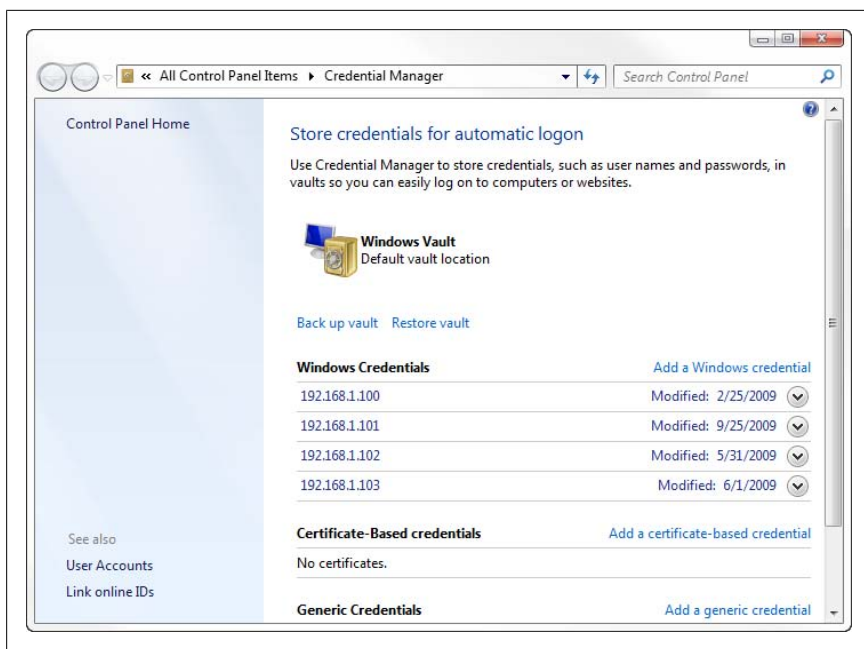 « All Control Panel Items ▸ Credential Manager
Search Control Panel
Control Panel Home
Store credentials for automatic logon
Use Credential Manager to store credentials, such as user names and passwords, in
vaults so you can easily log on to computers or websites.
Windows Vault
Default vault location
Back up vault Restore vault
Windows Credentials Add a Windows credential
192.168.1.100 Modified: 2/25/2009
192.168.1.101 Modified: 9/25/2009
192.168.1.102 Modified: 5/31/2009
192.168.1.103 Modified: 6/1/2009
Certificate-Based credentials Add a certificate-based credential
No certificates.
Generic Credentials Add a generic credential
See also
User Accounts
Link online IDs